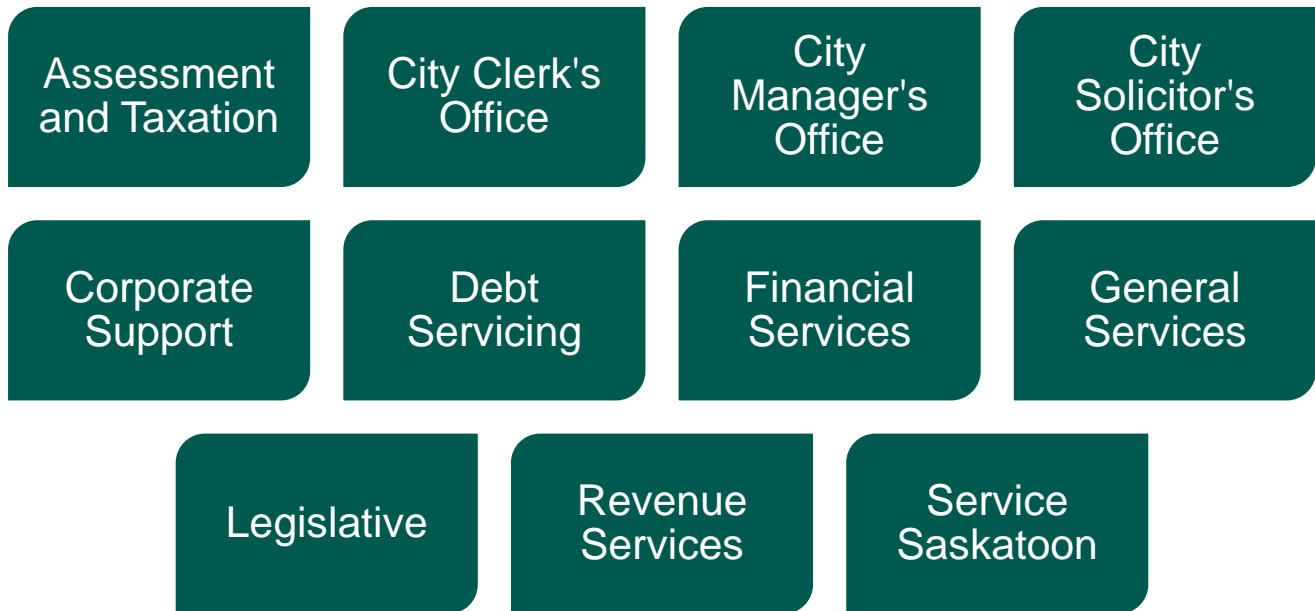 Assessment
and Taxation
City Clerk's
Office
City
Manager's
Office
City
Solicitor's
Office
Corporate
Support
Debt
Servicing
Financial
Services
General
Services
Legislative
Revenue
Services
Service
Saskatoon